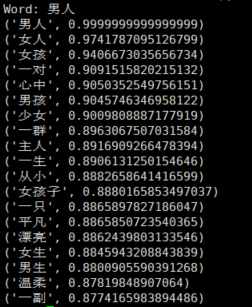 Word: 男人
('男人', 0.9999999999999999)
('女人', 0.9741787095126799)
('女孩', 0.9406673035656734)
('一对', 0.9091515820215132)
('心中', 0.9050352549756151)
('男孩', 0.9045746346958122)
('少女', 0.9009808887177919)
('一群', 0.8963067507031584)
('主人', 0.8916909266478394)
('一生', 0.8906131250154646)
('从小', 0.8882658641416599)
('女孩子', 0.8880165853497037)
('一只', 0.8865897827186047)
('平凡', 0.8865850723540365)
('漂亮', 0.8862439803133546)
('女生', 0.8845943208843839)
('男生', 0.8800905590391268)
('温柔', 0.87819848907064)
('一副', 0.8774165983894486)